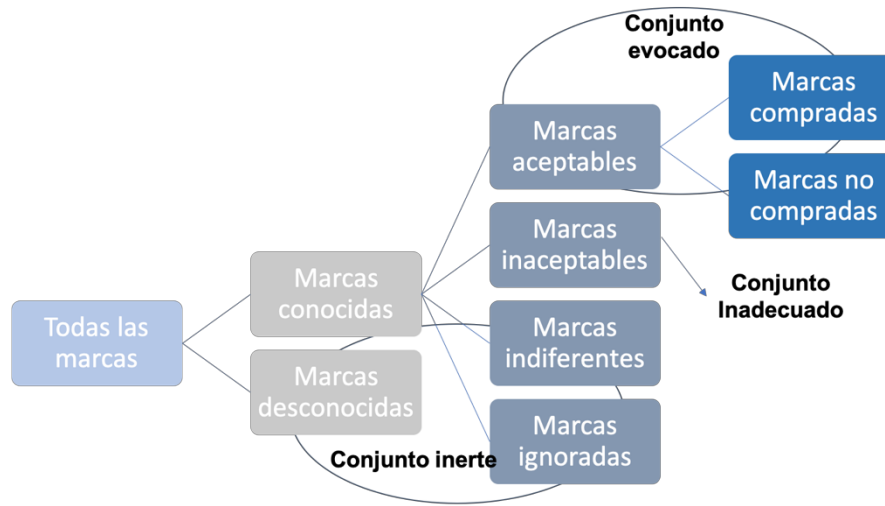 Conjunto
evocado
Marcas
compradas
Marcas
aceptables
Marcas no
compradas
Marcas
inaceptables
Marcas
conocidas
Conjunto
Inadecuado
Todas las
marcas
Marcas
indiferentes
Marcas
desconocidas
Marcas
ignoradas
Conjunto inerte